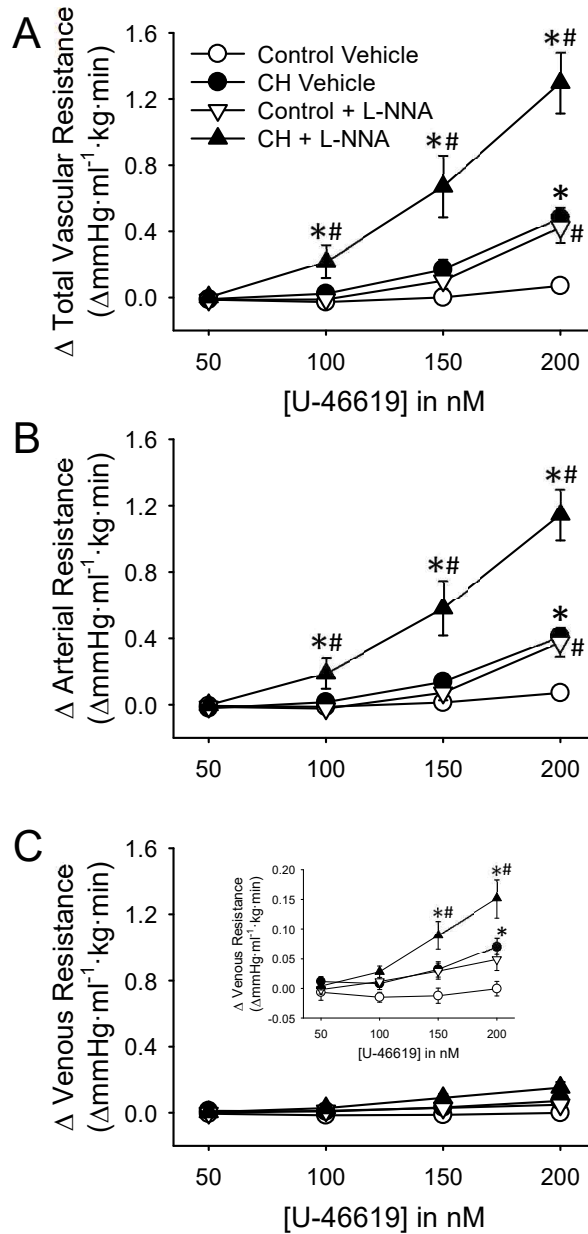 A
Δ Total Vascular Resistance
(ΔmmHg·ml⁻¹·kg·min)
1.6
1.2
0.8
0.4
0.0
Control Vehicle
CH Vehicle
Control + L-NNA
CH + L-NNA
*#
*#
*#
*
#
50 100 150 200
[U-46619] in nM
B
Δ Arterial Resistance
(ΔmmHg·ml⁻¹·kg·min)
1.6
1.2
0.8
0.4
0.0
*#
*#
*#
*
#
50 100 150 200
C
Δ Venous Resistance
(ΔmmHg·ml⁻¹·kg·min)
1.6
1.2
0.8
0.4
0.0
Δ Venous Resistance
(ΔmmHg·ml⁻¹·kg·min)
0.20
0.15
0.10
0.05
0.00
-0.05
*#
*#
*
50 100 150 200
[U-46619] in nM
50 100 150 200
[U-46619] in nM